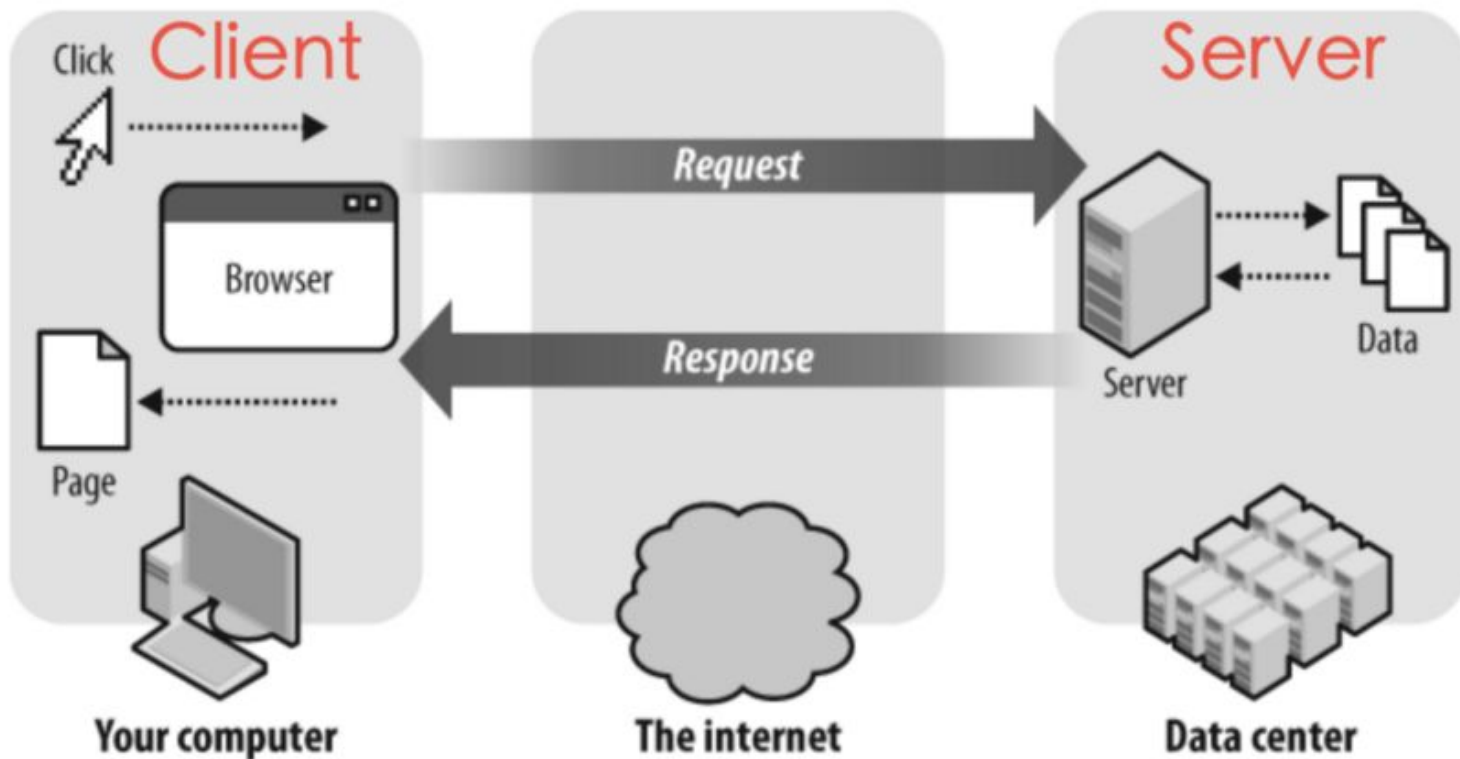 Client
Click
Browser
Page
Your computer
Request
Response
The internet
Server
Server
Data
Data center